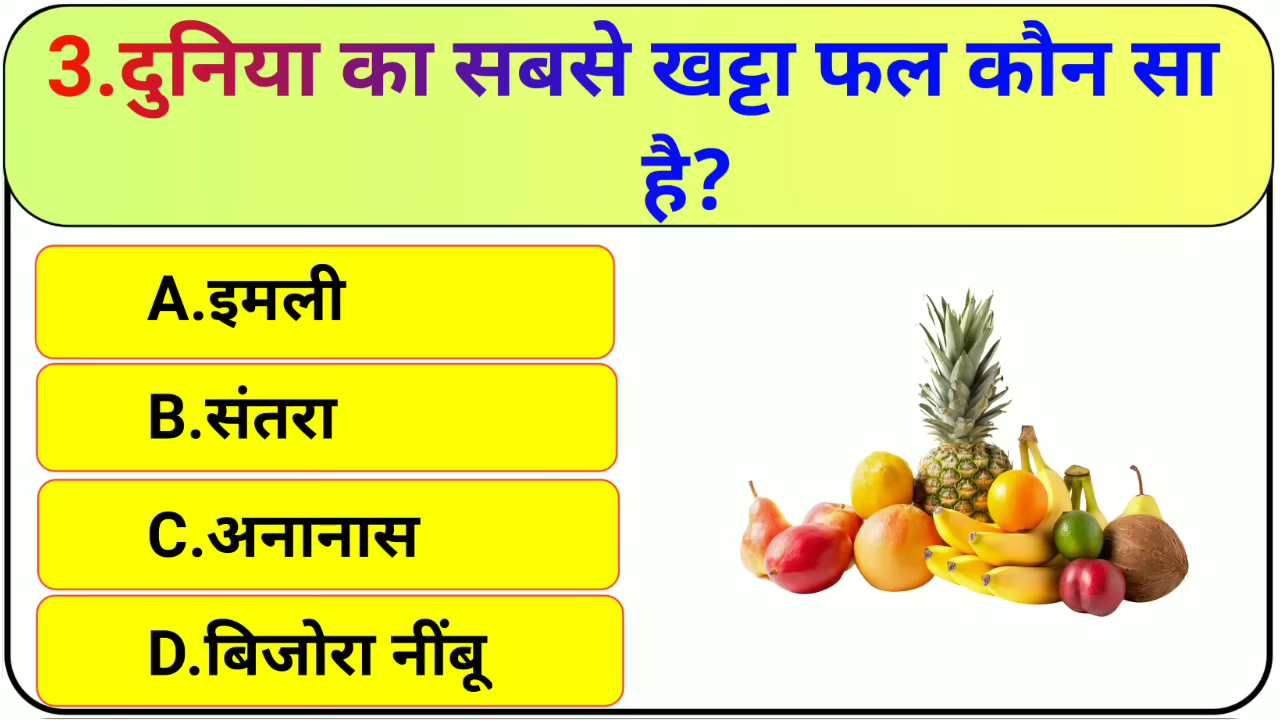 3.दुनिया का सबसे खट्टा फल कौन सा
है?
A.इमली
B.संतरा
C.अनानास
D.बिजोरा नींबू